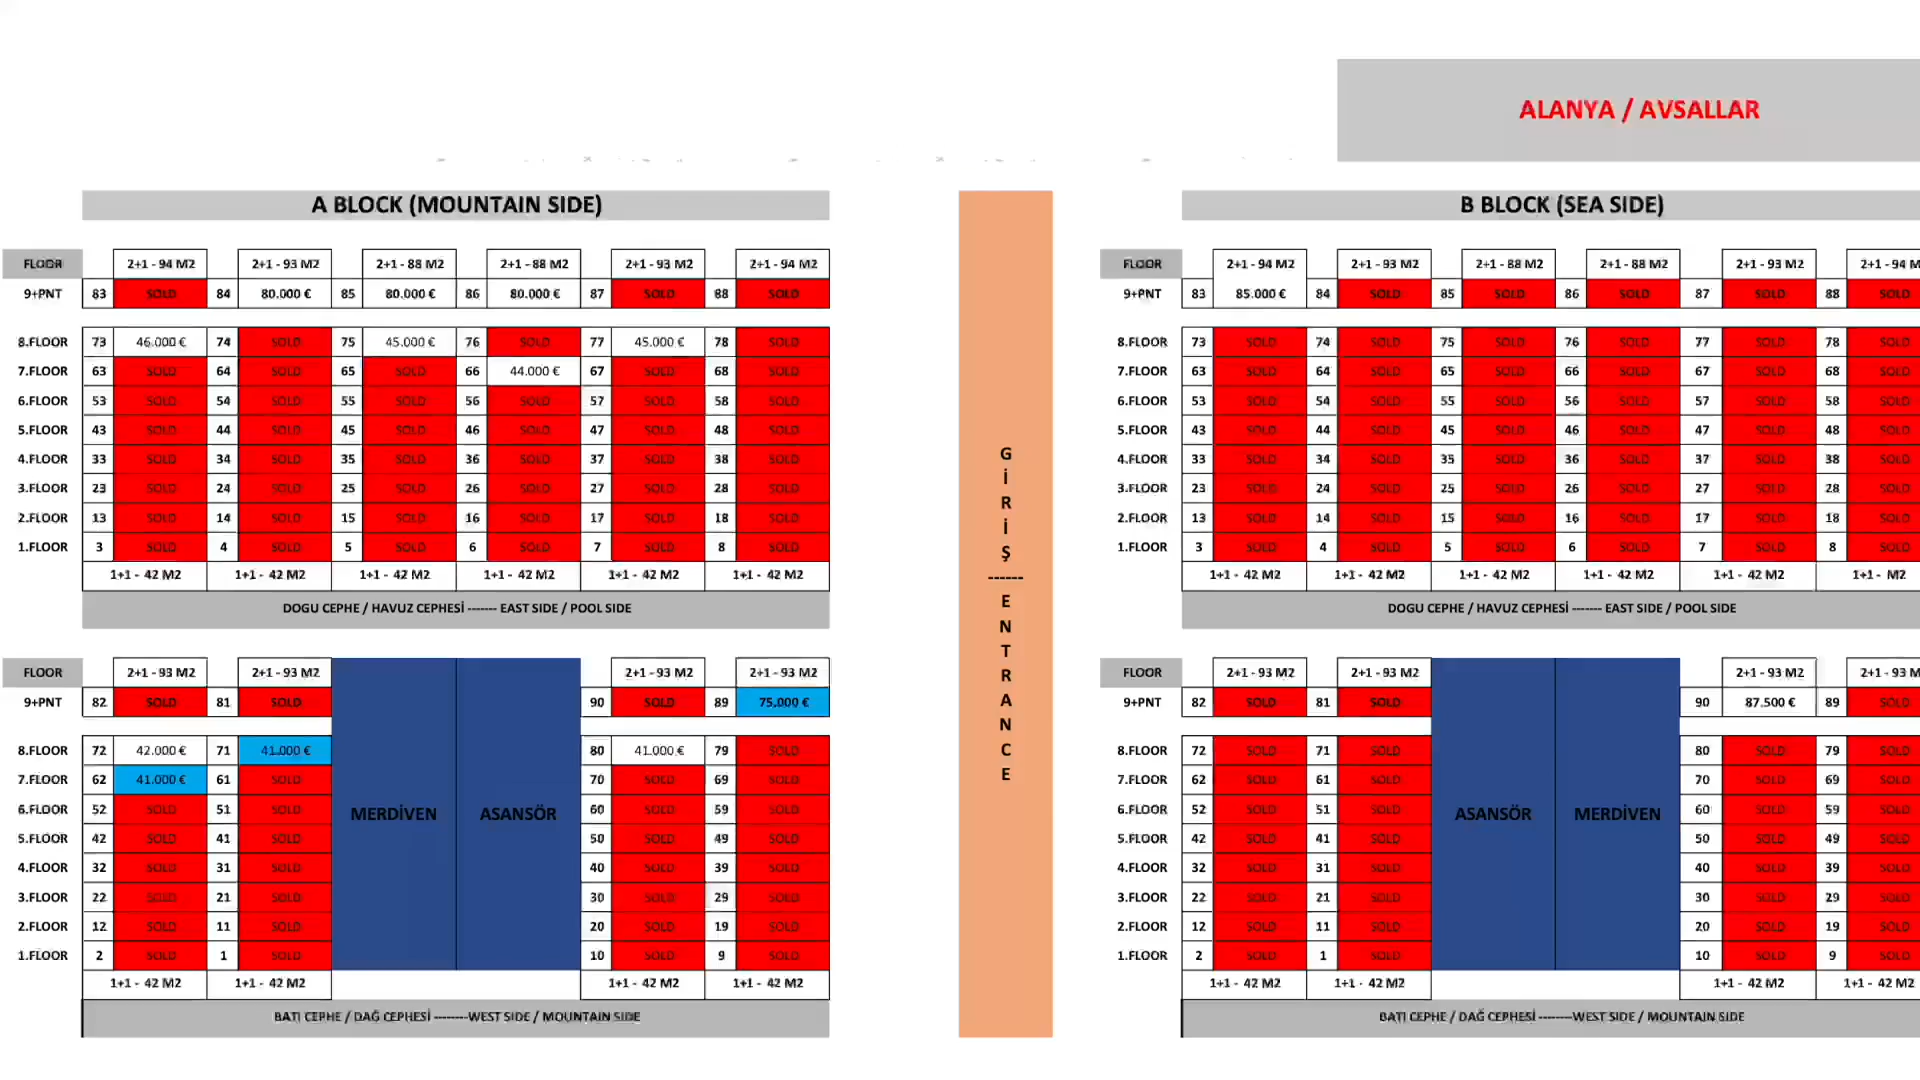 ALANYA / AVSALLAR
A BLOCK (MOUNTAIN SIDE)
FLOOR 2+1 - 94 M2 2+1 - 93 M2 2+1 - 88 M2 2+1 - 88 M2 2+1 - 93 M2 2+1 - 94 M2
9+PNT 83 SOLD 84 80.000 € 85 80.000 € 86 80.000 € 87 SOLD 88 SOLD
8.FLOOR 73 46.000 € 74 SOLD 75 45.000 € 76 SOLD 77 45.000 € 78 SOLD
7.FLOOR 63 SOLD 64 SOLD 65 SOLD 66 44.000 € 67 SOLD 68 SOLD
6.FLOOR 53 SOLD 54 SOLD 55 SOLD 56 SOLD 57 SOLD 58 SOLD
5.FLOOR 43 SOLD 44 SOLD 45 SOLD 46 SOLD 47 SOLD 48 SOLD
4.FLOOR 33 SOLD 34 SOLD 35 SOLD 36 SOLD 37 SOLD 38 SOLD
3.FLOOR 23 SOLD 24 SOLD 25 SOLD 26 SOLD 27 SOLD 28 SOLD
2.FLOOR 13 SOLD 14 SOLD 15 SOLD 16 SOLD 17 SOLD 18 SOLD
1.FLOOR 3 SOLD 4 SOLD 5 SOLD 6 SOLD 7 SOLD 8 SOLD
1+1 - 42 M2 1+1 - 42 M2 1+1 - 42 M2 1+1 - 42 M2 1+1 - 42 M2 1+1 - 42 M2
DOGU CEPHE / HAVUZ CEPHESİ ------- EAST SIDE / POOL SIDE
FLOOR 2+1 - 93 M2 2+1 - 93 M2 2+1 - 93 M2 2+1 - 93 M2
9+PNT 82 SOLD 81 SOLD 90 SOLD 89 75.000 €
8.FLOOR 72 42.000 € 71 41.000 € 80 41.000 € 79 SOLD
7.FLOOR 62 41.000 € 61 SOLD 70 SOLD 69 SOLD
6.FLOOR 52 SOLD 51 SOLD 60 SOLD 59 SOLD
MERDİVEN ASANSÖR
5.FLOOR 42 SOLD 41 SOLD 50 SOLD 49 SOLD
4.FLOOR 32 SOLD 31 SOLD 40 SOLD 39 SOLD
3.FLOOR 22 SOLD 21 SOLD 30 SOLD 29 SOLD
2.FLOOR 12 SOLD 11 SOLD 20 SOLD 19 SOLD
1.FLOOR 2 SOLD 1 SOLD 10 SOLD 9 SOLD
1+1 - 42 M2 1+1 - 42 M2 1+1 - 42 M2 1+1 - 42 M2
BATI CEPHE / DAĞ CEPHESİ --------WEST SIDE / MOUNTAIN SIDE
G
İ
R
İ
Ş
------
E
N
T
R
A
N
C
E
B BLOCK (SEA SIDE)
FLOOR 2+1 - 94 M2 2+1 - 93 M2 2+1 - 88 M2 2+1 - 88 M2 2+1 - 93 M2 2+1 - 94 M
9+PNT 83 85.000 € 84 SOLD 85 SOLD 86 SOLD 87 SOLD 88 SOLD
8.FLOOR 73 SOLD 74 SOLD 75 SOLD 76 SOLD 77 SOLD 78 SOLD
7.FLOOR 63 SOLD 64 SOLD 65 SOLD 66 SOLD 67 SOLD 68 SOLD
6.FLOOR 53 SOLD 54 SOLD 55 SOLD 56 SOLD 57 SOLD 58 SOLD
5.FLOOR 43 SOLD 44 SOLD 45 SOLD 46 SOLD 47 SOLD 48 SOLD
4.FLOOR 33 SOLD 34 SOLD 35 SOLD 36 SOLD 37 SOLD 38 SOLD
3.FLOOR 23 SOLD 24 SOLD 25 SOLD 26 SOLD 27 SOLD 28 SOLD
2.FLOOR 13 SOLD 14 SOLD 15 SOLD 16 SOLD 17 SOLD 18 SOLD
1.FLOOR 3 SOLD 4 SOLD 5 SOLD 6 SOLD 7 SOLD 8 SOLD
1+1 - 42 M2 1+1 - 42 M2 1+1 - 42 M2 1+1 - 42 M2 1+1 - 42 M2 1+1 - M2
DOGU CEPHE / HAVUZ CEPHESİ ------- EAST SIDE / POOL SIDE
FLOOR 2+1 - 93 M2 2+1 - 93 M2 2+1 - 93 M2 2+1 - 93 M
9+PNT 82 SOLD 81 SOLD 90 87.500 € 89 SOLD
8.FLOOR 72 SOLD 71 SOLD 80 SOLD 79 SOLD
7.FLOOR 62 SOLD 61 SOLD 70 SOLD 69 SOLD
6.FLOOR 52 SOLD 51 SOLD 60 SOLD 59 SOLD
ASANSÖR MERDİVEN
5.FLOOR 42 SOLD 41 SOLD 50 SOLD 49 SOLD
4.FLOOR 32 SOLD 31 SOLD 40 SOLD 39 SOLD
3.FLOOR 22 SOLD 21 SOLD 30 SOLD 29 SOLD
2.FLOOR 12 SOLD 11 SOLD 20 SOLD 19 SOLD
1.FLOOR 2 SOLD 1 SOLD 10 SOLD 9 SOLD
1+1 - 42 M2 1+1 - 42 M2 1+1 - 42 M2 1+1 - 42 M2
BATI CEPHE / DAĞ CEPHESİ --------WEST SIDE / MOUNTAIN SIDE